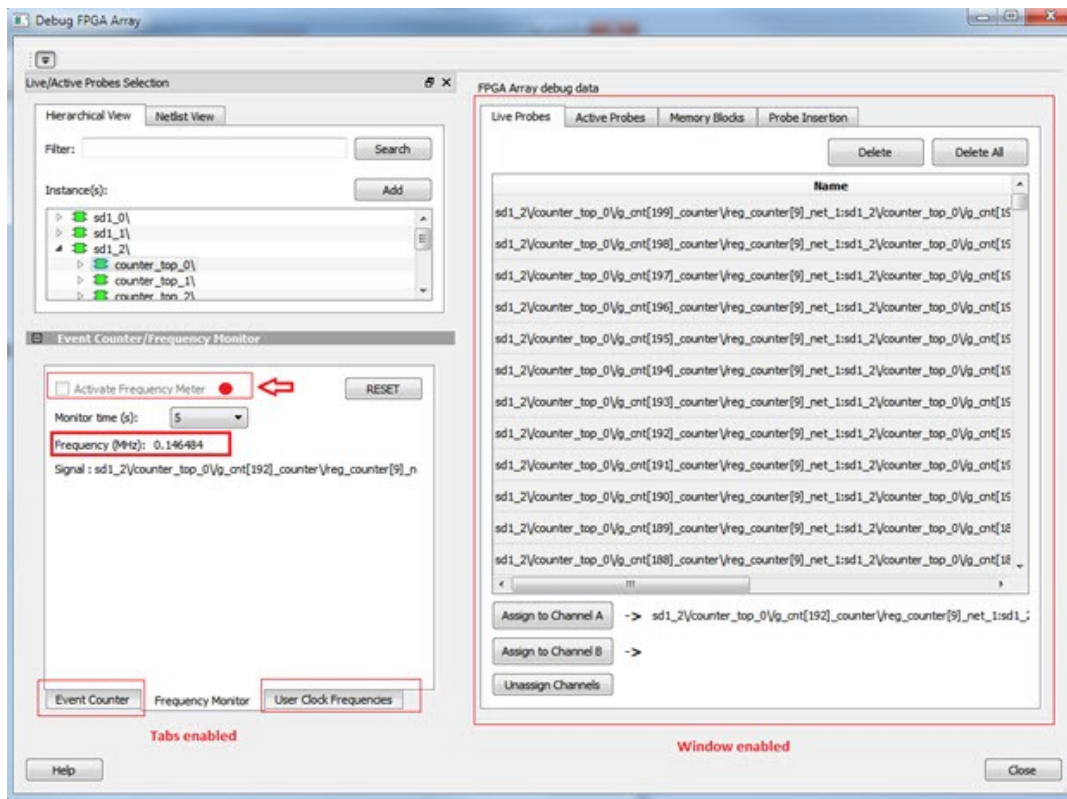 Debug FPGA Array
Live/Active Probes Selection
Hierarchical View Netlist View
Filter: Search
Instance(s): Add
sd1_0\
sd1_1\
sd1_2\
counter_top_0\
counter_top_1\
counter_top_2\
Event Counter/Frequency Monitor
Activate Frequency Meter RESET
Monitor time (s): 5
Frequency (MHz): 0.146484
Signal : sd1_2\/counter_top_0\/g_cnt[192]_counter\/reg_counter[9]_n
Event Counter Frequency Monitor User Clock Frequencies
Tabs enabled
Help
FPGA Array debug data
Live Probes Active Probes Memory Blocks Probe Insertion
Delete Delete All
Name
sd1_2\/counter_top_0\/g_cnt[199]_counter\/reg_counter[9]_net_1:sd1_2\/counter_top_0\/g_cnt[19
sd1_2\/counter_top_0\/g_cnt[198]_counter\/reg_counter[9]_net_1:sd1_2\/counter_top_0\/g_cnt[19
sd1_2\/counter_top_0\/g_cnt[197]_counter\/reg_counter[9]_net_1:sd1_2\/counter_top_0\/g_cnt[19
sd1_2\/counter_top_0\/g_cnt[196]_counter\/reg_counter[9]_net_1:sd1_2\/counter_top_0\/g_cnt[19
sd1_2\/counter_top_0\/g_cnt[195]_counter\/reg_counter[9]_net_1:sd1_2\/counter_top_0\/g_cnt[19
sd1_2\/counter_top_0\/g_cnt[194]_counter\/reg_counter[9]_net_1:sd1_2\/counter_top_0\/g_cnt[19
sd1_2\/counter_top_0\/g_cnt[193]_counter\/reg_counter[9]_net_1:sd1_2\/counter_top_0\/g_cnt[19
sd1_2\/counter_top_0\/g_cnt[192]_counter\/reg_counter[9]_net_1:sd1_2\/counter_top_0\/g_cnt[19
sd1_2\/counter_top_0\/g_cnt[191]_counter\/reg_counter[9]_net_1:sd1_2\/counter_top_0\/g_cnt[19
sd1_2\/counter_top_0\/g_cnt[190]_counter\/reg_counter[9]_net_1:sd1_2\/counter_top_0\/g_cnt[19
sd1_2\/counter_top_0\/g_cnt[189]_counter\/reg_counter[9]_net_1:sd1_2\/counter_top_0\/g_cnt[18
sd1_2\/counter_top_0\/g_cnt[188]_counter\/reg_counter[9]_net_1:sd1_2\/counter_top_0\/g_cnt[18
Assign to Channel A -> sd1_2\/counter_top_0\/g_cnt[192]_counter\/reg_counter[9]_net_1:sd1_2
Assign to Channel B ->
Unassign Channels
Window enabled
Close